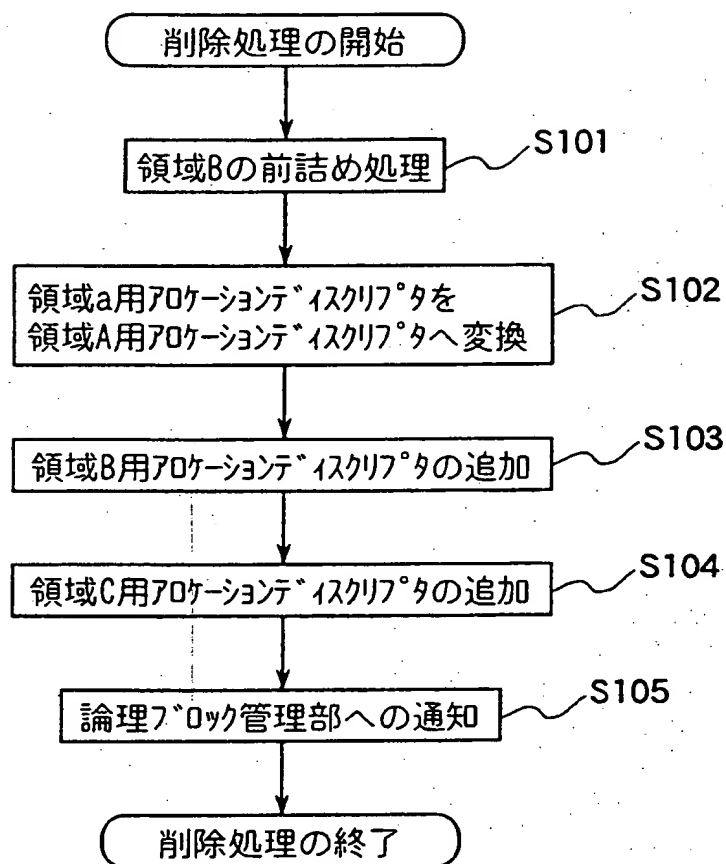 削除処理の開始
領域Bの前詰め処理
S101
領域a用ｱﾛｹｰｼｮﾝﾃﾞｨｽｸﾘﾌﾟﾀを
領域A用ｱﾛｹｰｼｮﾝﾃﾞｨｽｸﾘﾌﾟﾀへ変換
S102
領域B用ｱﾛｹｰｼｮﾝﾃﾞｨｽｸﾘﾌﾟﾀの追加
S103
領域C用ｱﾛｹｰｼｮﾝﾃﾞｨｽｸﾘﾌﾟﾀの追加
S104
論理ﾌﾞﾛｯｸ管理部への通知
S105
削除処理の終了